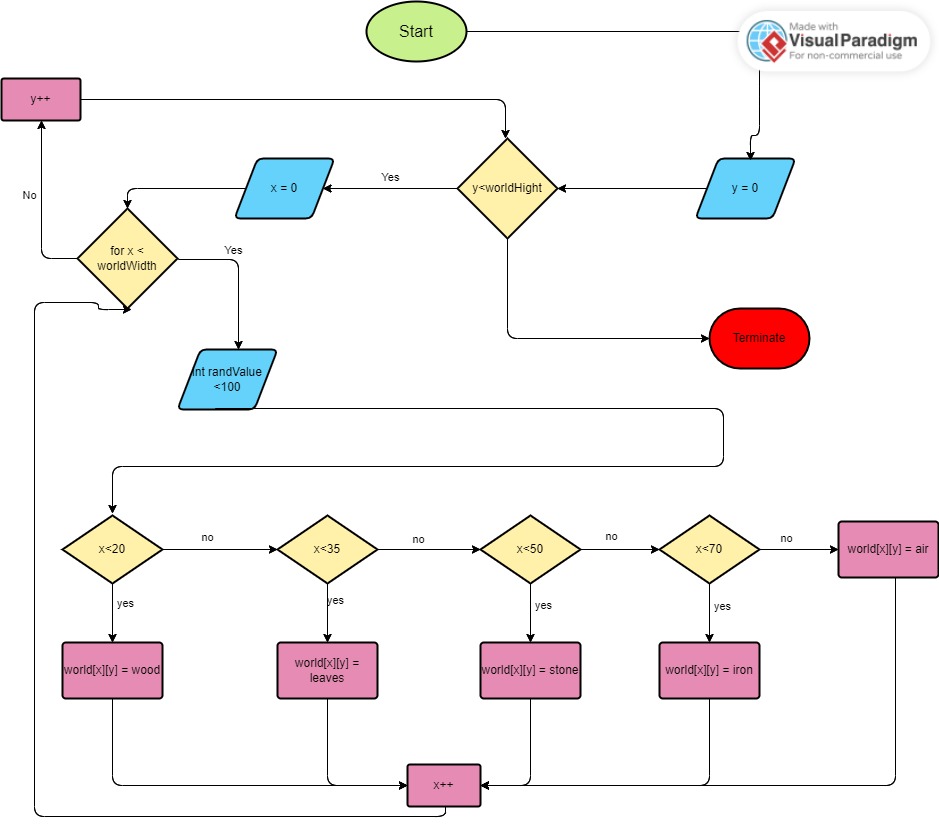 Start
Made with
VisualParadigm
For non-commercial use
y++
Yes
x = 0
y<worldHight
y = 0
No
for x <
worldWidth
Yes
Terminate
Int randValue
<100
x<20
no
x<35
no
x<50
no
x<70
no
world[x][y] = air
yes
yes
yes
yes
world[x][y] = wood
world[x][y] =
leaves
world[x][y] = stone
world[x][y] = iron
x++